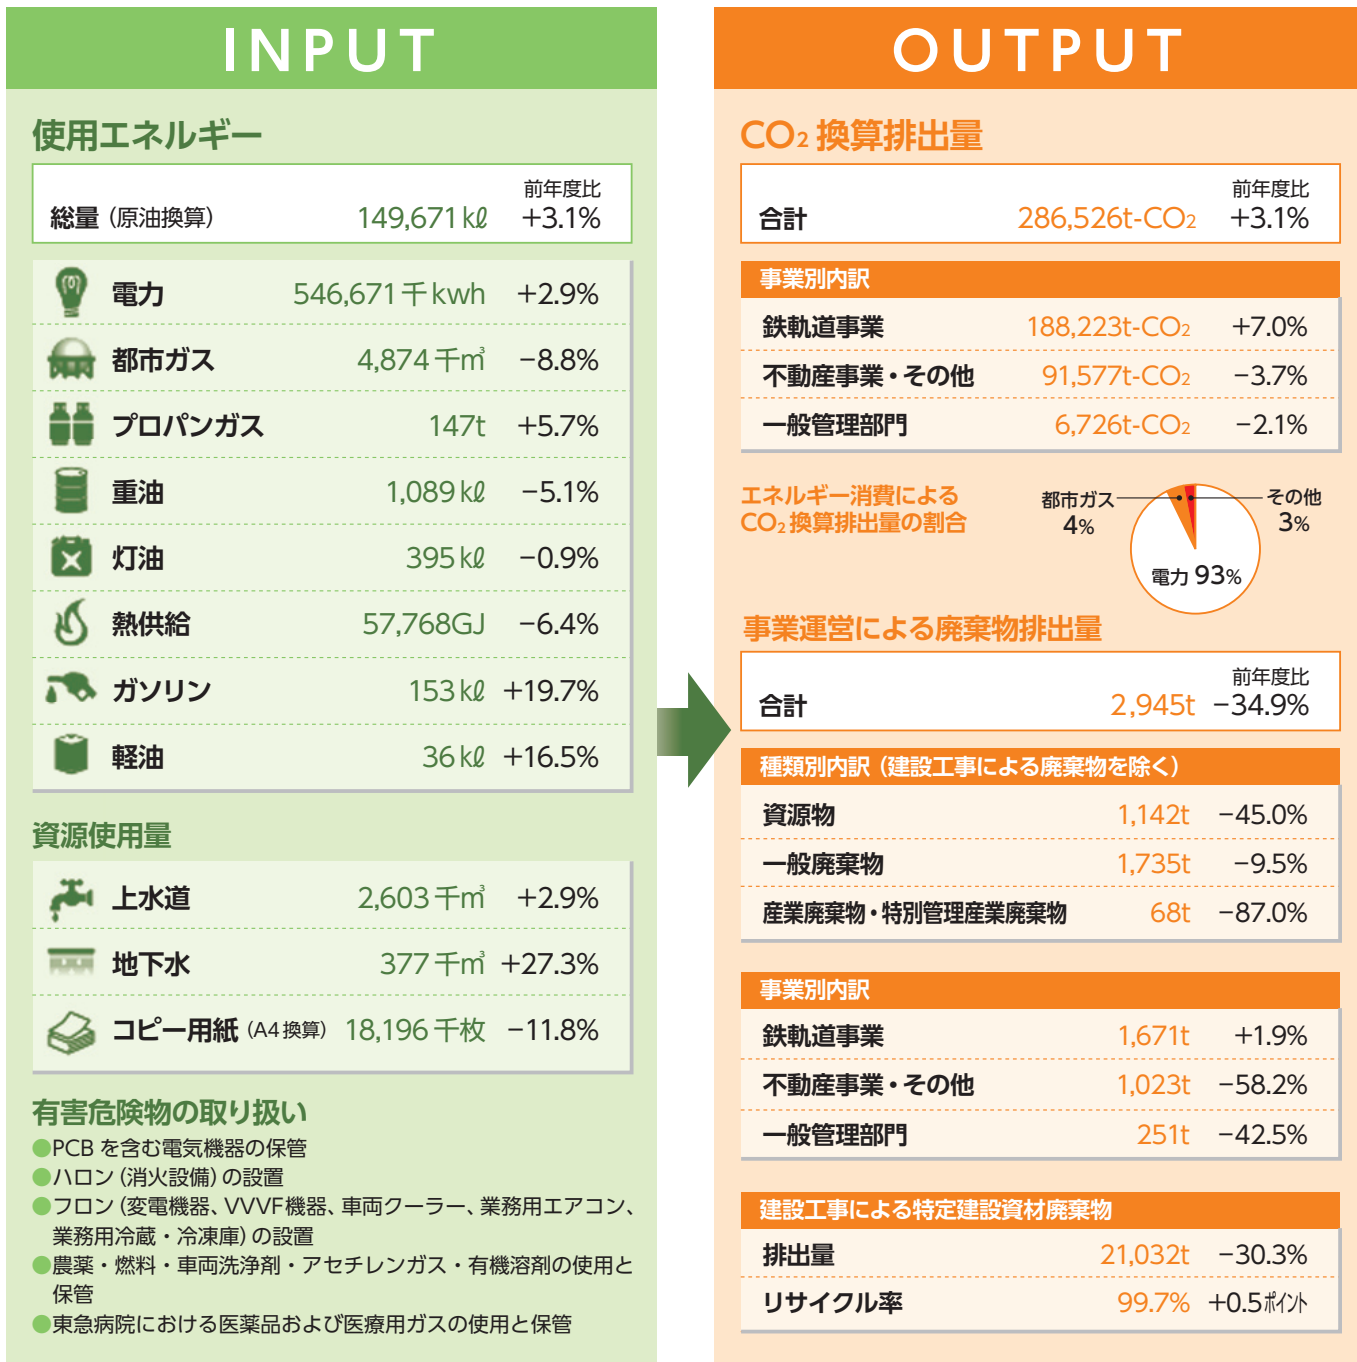 INPUT
使用エネルギー
前年度比
総量（原油換算） 149,671kℓ +3.1%
電力 546,671千kwh +2.9%
都市ガス 4,874千㎥ −8.8%
プロパンガス 147t +5.7%
重油 1,089kℓ −5.1%
灯油 395kℓ −0.9%
熱供給 57,768GJ −6.4%
ガソリン 153kℓ +19.7%
軽油 36kℓ +16.5%
資源使用量
上水道 2,603千㎥ +2.9%
地下水 377千㎥ +27.3%
コピー用紙（A4換算） 18,196千枚 −11.8%
有害危険物の取り扱い
●PCBを含む電気機器の保管
●ハロン（消火設備）の設置
●フロン（変電機器、VVVF機器、車両クーラー、業務用エアコン、
業務用冷蔵・冷凍庫）の設置
●農薬・燃料・車両洗浄剤・アセチレンガス・有機溶剤の使用と
保管
●東急病院における医薬品および医療用ガスの使用と保管
OUTPUT
CO₂換算排出量
前年度比
合計 286,526t-CO₂ +3.1%
事業別内訳
鉄軌道事業 188,223t-CO₂ +7.0%
不動産事業・その他 91,577t-CO₂ −3.7%
一般管理部門 6,726t-CO₂ −2.1%
エネルギー消費による
CO₂換算排出量の割合
都市ガス
4%
その他
3%
電力 93%
事業運営による廃棄物排出量
前年度比
合計 2,945t −34.9%
種類別内訳（建設工事による廃棄物を除く）
資源物 1,142t −45.0%
一般廃棄物 1,735t −9.5%
産業廃棄物・特別管理産業廃棄物 68t −87.0%
事業別内訳
鉄軌道事業 1,671t +1.9%
不動産事業・その他 1,023t −58.2%
一般管理部門 251t −42.5%
建設工事による特定建設資材廃棄物
排出量 21,032t −30.3%
リサイクル率 99.7% +0.5ポイント